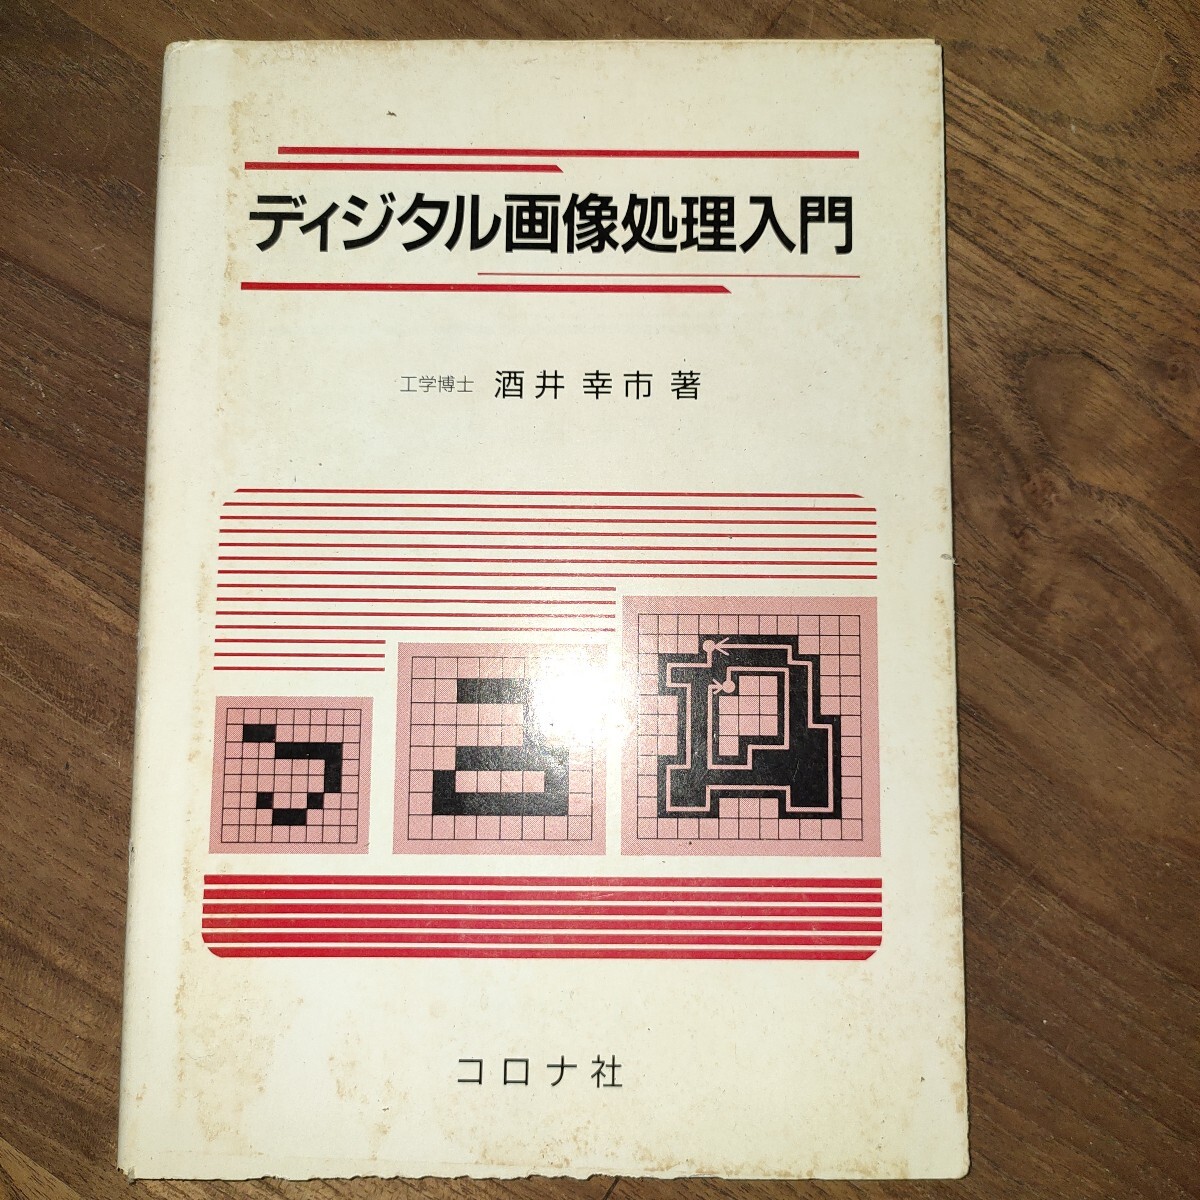 ディジタル画像処理入門
工学博士 酒井 幸市 著
コロナ社